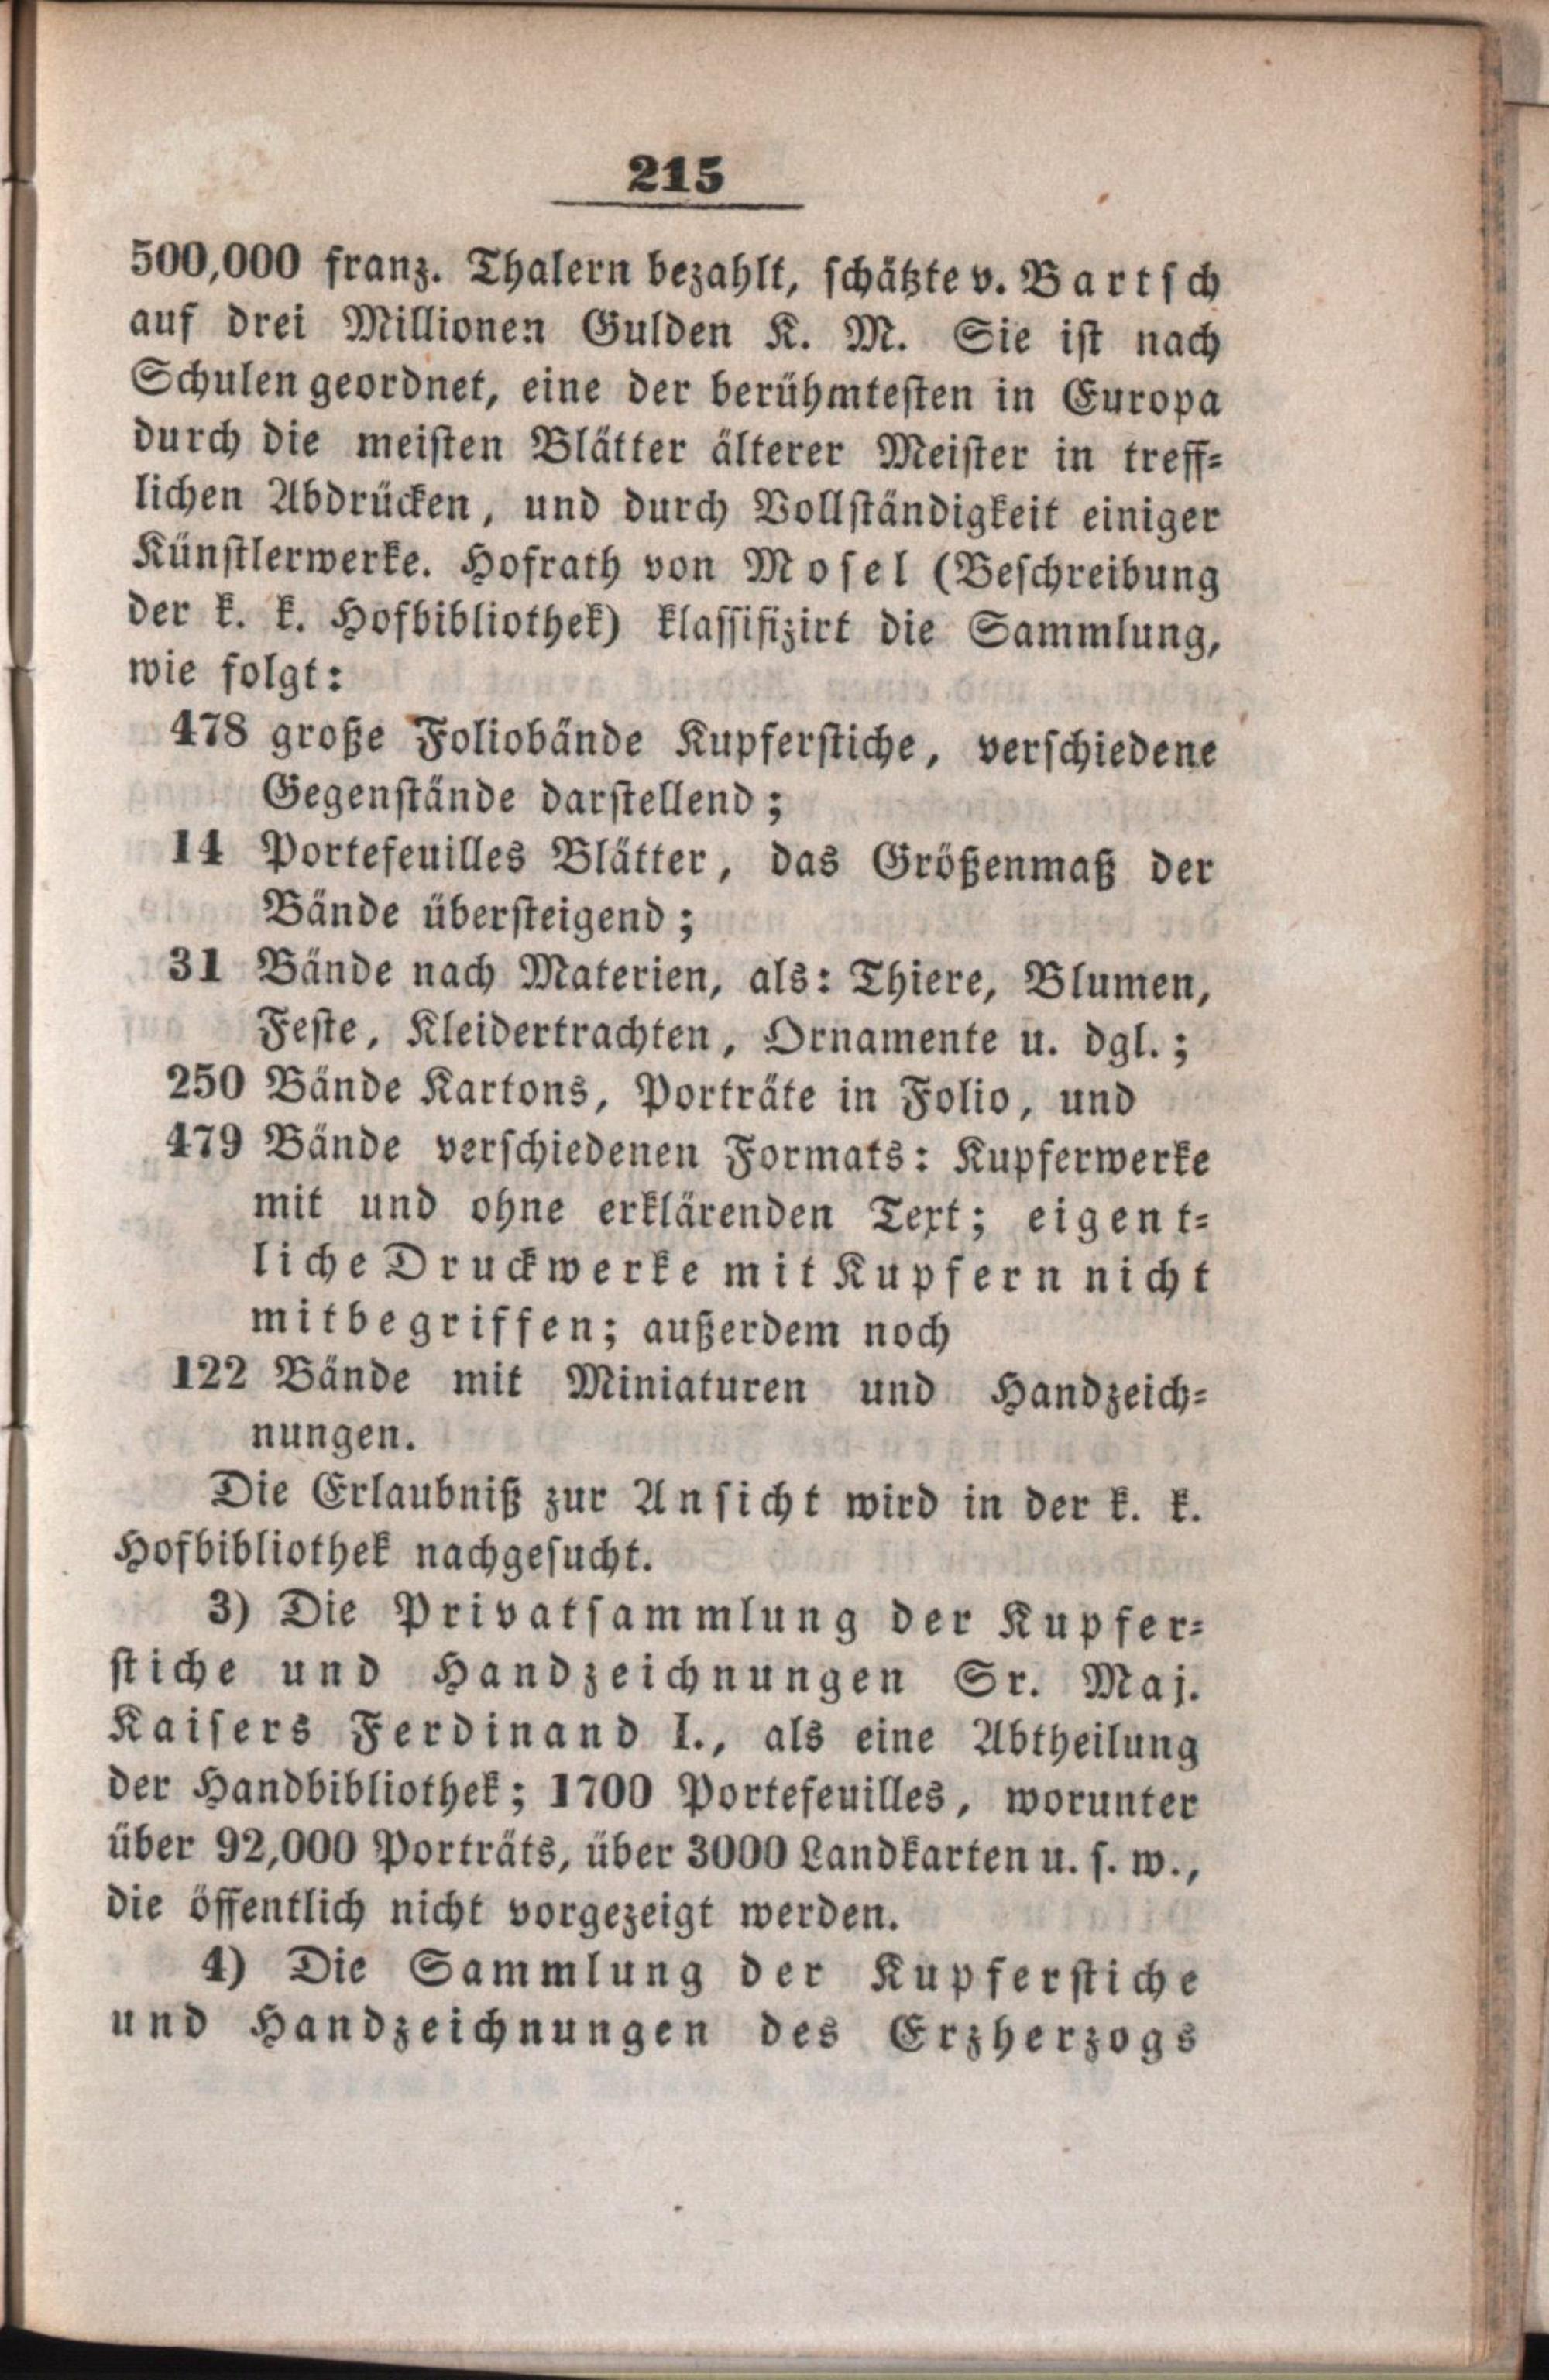 215
500,000 franz. Thalern bezahlt, schätzte v. Bartsch
auf drei Millionen Gulden K. M. Sie ist nach
Schulen geordnet, eine der berühmtesten in Europa
durch die meisten Blätter älterer Meister in treff-
lichen Abdrücken, und durch Vollständigkeit einiger
Künstlerwerke. Hofrath von Mosel (Beschreibung
der k. k. Hofbibliothek) klassifizirt die Sammlung,
wie folgt:
478 große Foliobände Kupferstiche, verschiedene
Gegenstände darstellend;
14 Portefeuilles Blätter, das Größenmaß der
Bände übersteigend;
31 Bände nach Materien, als: Thiere, Blumen,
Feste, Kleidertrachten, Ornamente u. dgl.;
250 Bände Kartons, Porträte in Folio, und
479 Bände verschiedenen Formats: Kupferwerke
mit und ohne erklärenden Text; eigent-
liche Druckwerke mit Kupfern nicht
mitbegriffen; außerdem noch
122 Bände mit Miniaturen und Handzeich-
nungen.
Die Erlaubniß zur Ansicht wird in der k. k.
Hofbibliothek nachgesucht.
3) Die Privatsammlung der Kupfer-
stiche und Handzeichnungen Sr. Maj.
Kaisers Ferdinand I., als eine Abtheilung
der Handbibliothek; 1700 Portefeuilles, worunter
über 92,000 Porträts, über 3000 Landkarten u. s. w.,
die öffentlich nicht vorgezeigt werden.
4) Die Sammlung der Kupferstiche
und Handzeichnungen des Erzherzogs